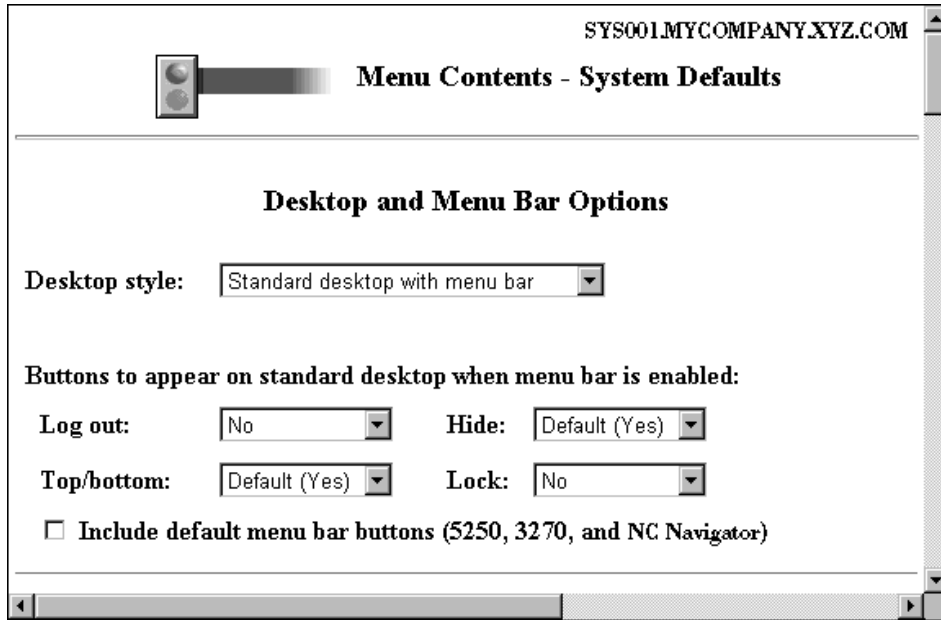 SYS001.MYCOMPANY.XYZ.COM
Menu Contents - System Defaults
Desktop and Menu Bar Options
Desktop style: Standard desktop with menu bar
Buttons to appear on standard desktop when menu bar is enabled:
Log out: No Hide: Default (Yes)
Top/bottom: Default (Yes) Lock: No
Include default menu bar buttons (5250, 3270, and NC Navigator)